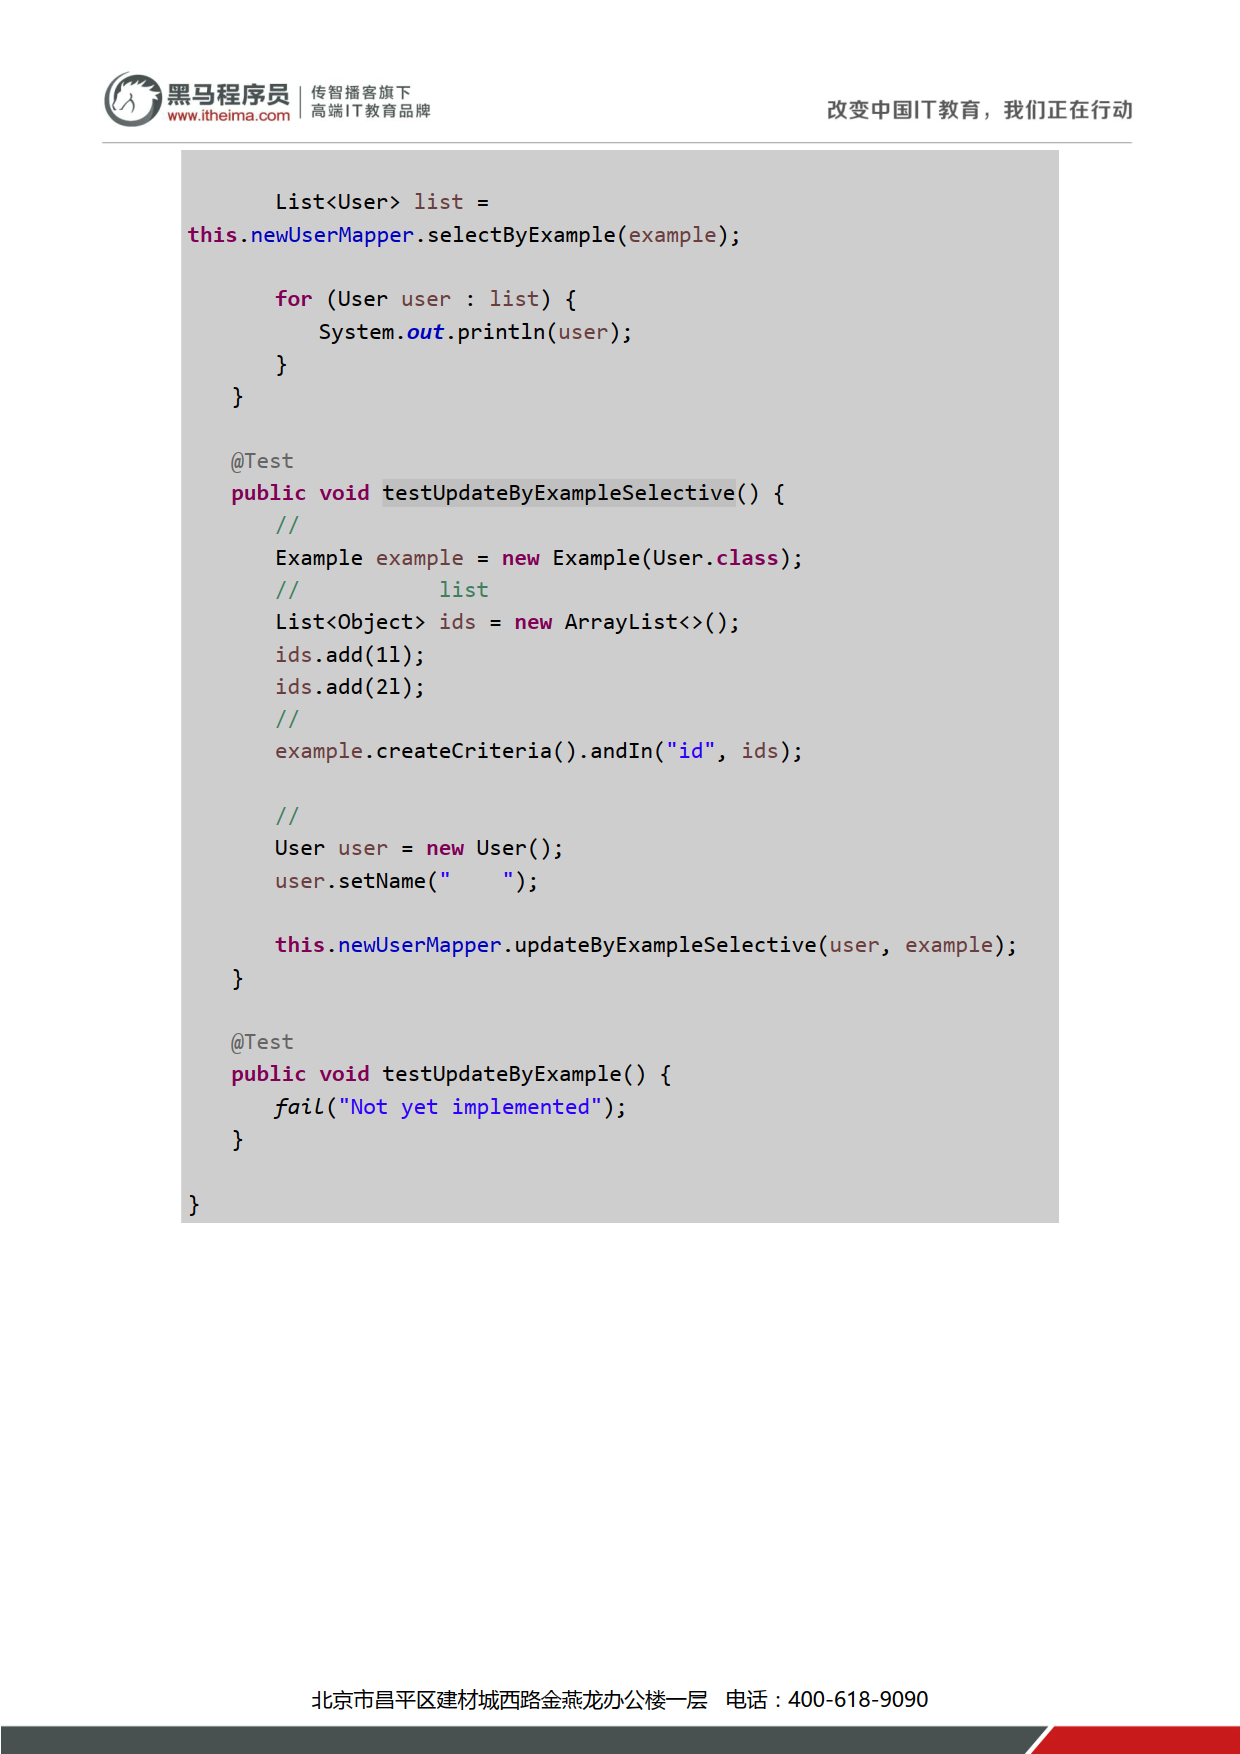 黑马程序员
www.itheima.com
传智播客旗下
高端IT教育品牌
改变中国IT教育，我们正在行动
List<User> list =
this.newUserMapper.selectByExample(example);
for (User user : list) {
System.out.println(user);
}
}
@Test
public void testUpdateByExampleSelective() {
//
Example example = new Example(User.class);
// list
List<Object> ids = new ArrayList<>();
ids.add(1l);
ids.add(2l);
//
example.createCriteria().andIn("id", ids);
//
User user = new User();
user.setName("    ");
this.newUserMapper.updateByExampleSelective(user, example);
}
@Test
public void testUpdateByExample() {
fail("Not yet implemented");
}
}
北京市昌平区建材城西路金燕龙办公楼一层 电话：400-618-9090